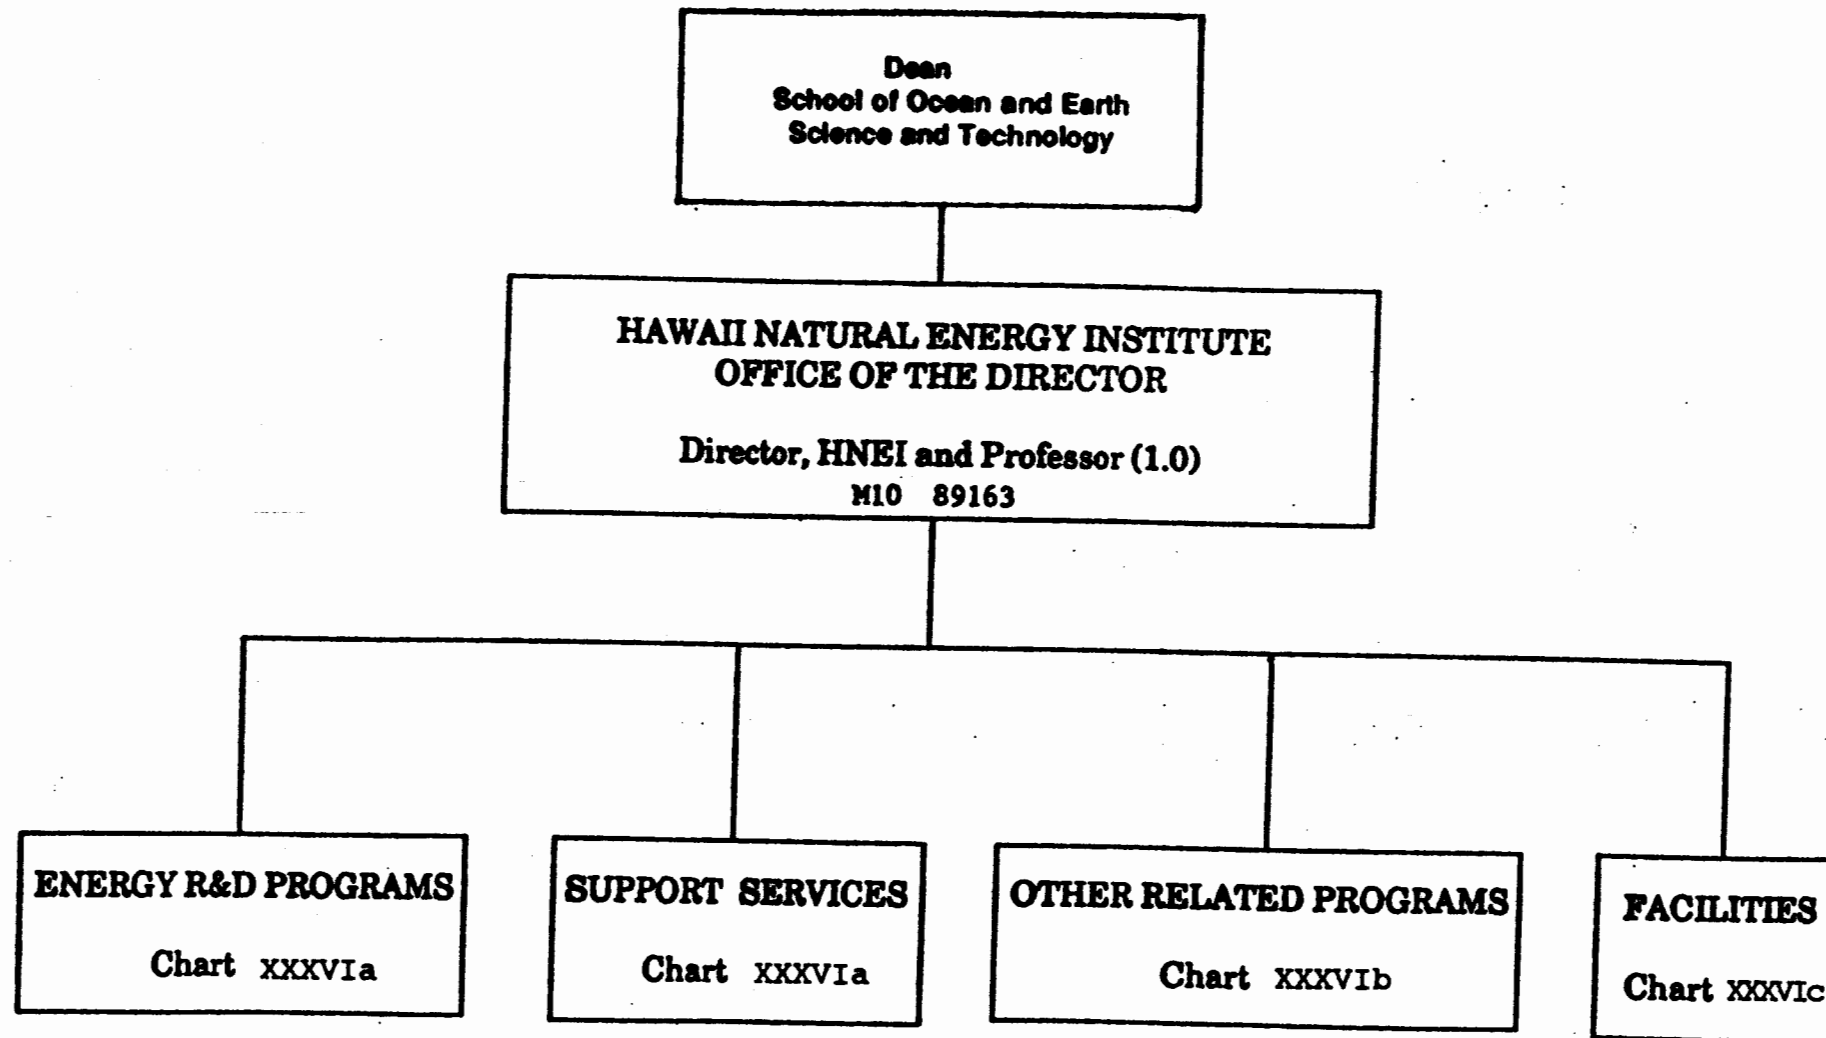 Dean
School of Ocean and Earth
Science and Technology
HAWAII NATURAL ENERGY INSTITUTE
OFFICE OF THE DIRECTOR
Director, HNEI and Professor (1.0)
M10 89163
ENERGY R&D PROGRAMS
Chart XXXVIa
SUPPORT SERVICES
Chart XXXVIa
OTHER RELATED PROGRAMS
Chart XXXVIb
FACILITIES
Chart XXXVIc